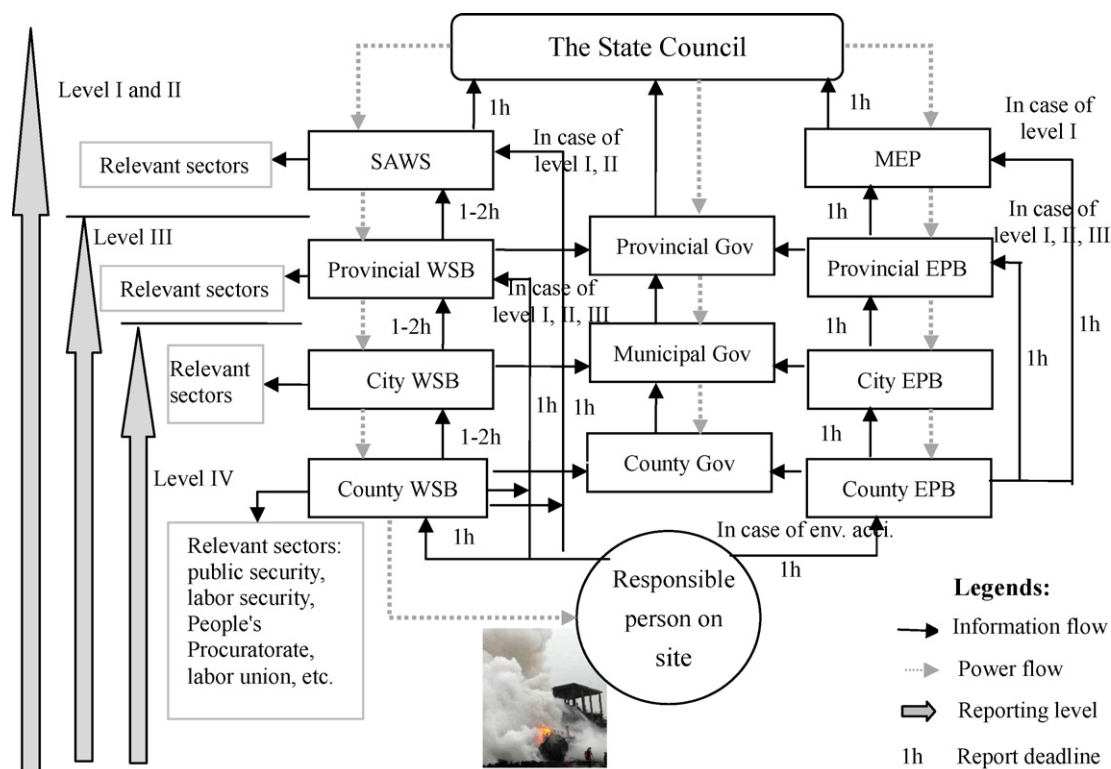 The State Council
Level I and II
1h
1h
In case of
level I, II
In case of
level I
Relevant sectors
SAWS
MEP
1-2h
1h
In case of
level I, II, III
Level III
Provincial WSB
Provincial Gov
Provincial EPB
Relevant sectors
In case of
level I, II, III
1-2h
1h
1h
1h
Relevant
sectors
City WSB
Municipal Gov
City EPB
1h
1h
1-2h
1h
Level IV
County WSB
County Gov
County EPB
1h
In case of env. acci.
1h
Relevant sectors:
public security,
labor security,
People's
Procuratorate,
labor union, etc.
Responsible
person on
site
Legends:
Information flow
Power flow
Reporting level
1h Report deadline